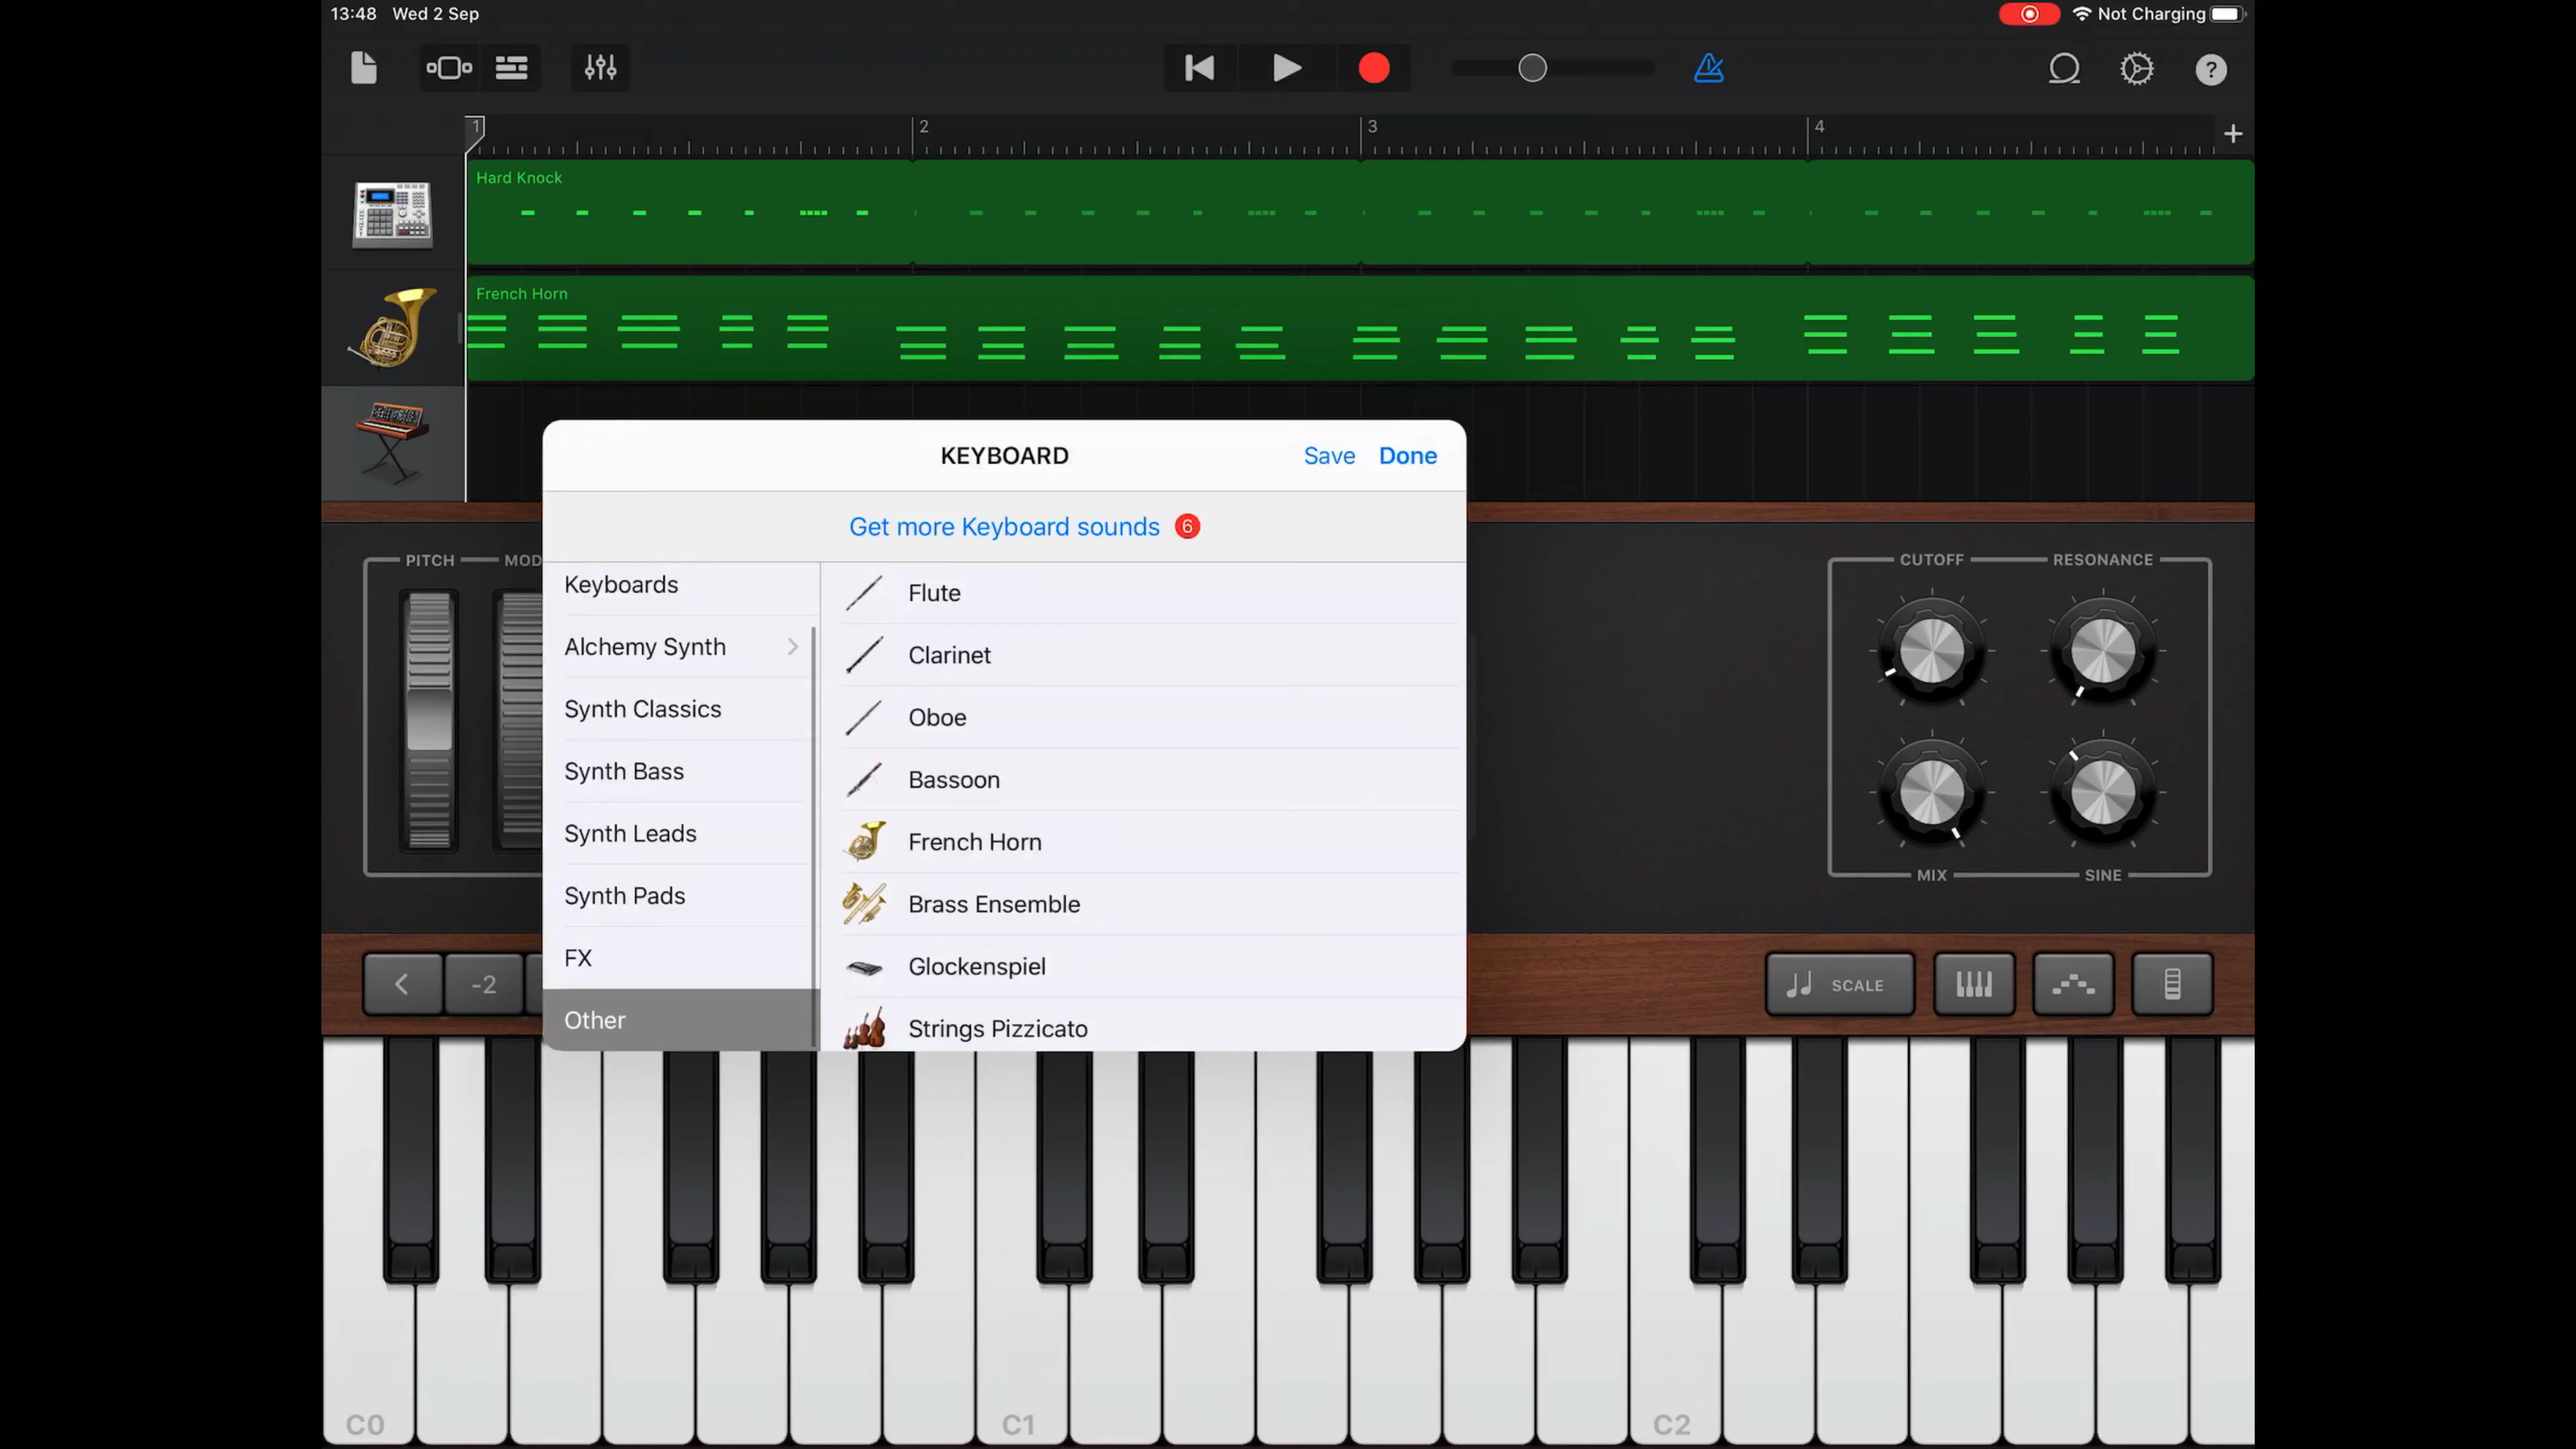 13:48 Wed 2 Sep
Not Charging
?
1 2 3 4 +
Hard Knock
French Horn
KEYBOARD Save Done
Get more Keyboard sounds 6
PITCH MOD
CUTOFF RESONANCE
Keyboards
Alchemy Synth
Synth Classics
Synth Bass
Synth Leads
Synth Pads
FX
Other
Flute
Clarinet
Oboe
Bassoon
French Horn
Brass Ensemble
Glockenspiel
Strings Pizzicato
MIX SINE
-2
SCALE
C0 C1 C2